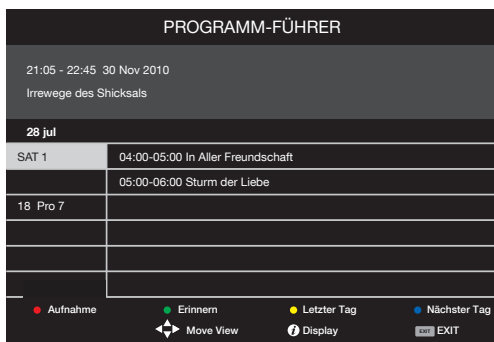 PROGRAMM-FÜHRER
21:05 - 22:45 30 Nov 2010
Irrewege des Shicksals
28 jul
SAT 1 04:00-05:00 In Aller Freundschaft
05:00-06:00 Sturm der Liebe
18 Pro 7
Aufnahme Erinnern Letzter Tag Nächster Tag
Move View i Display EXIT EXIT